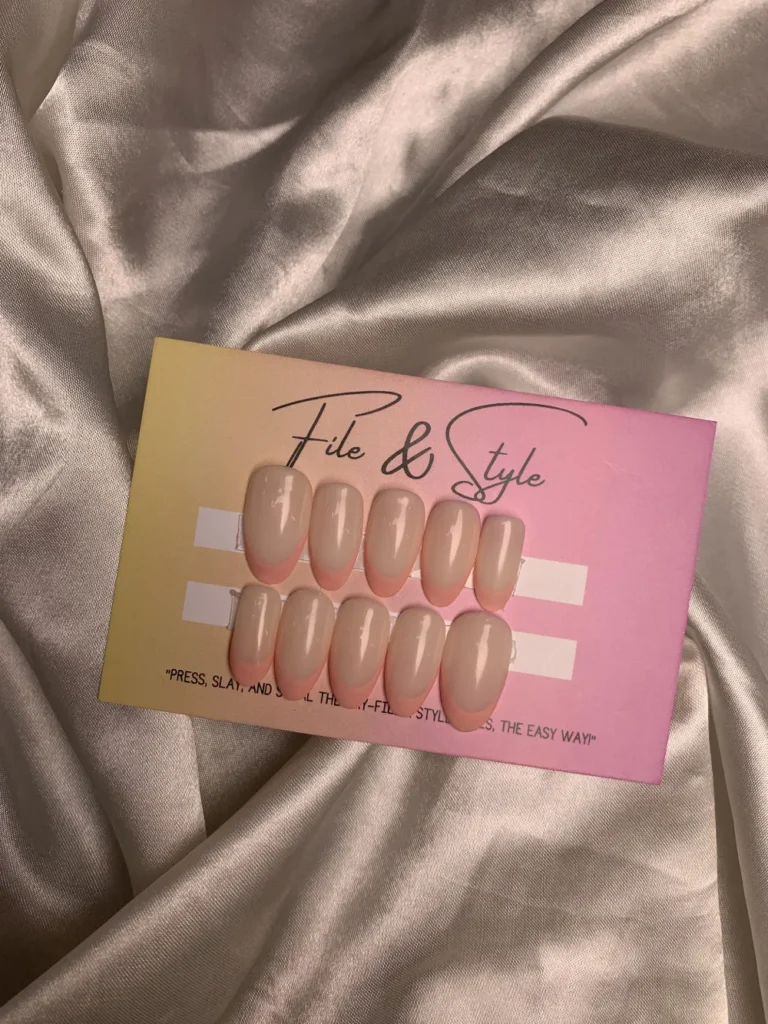 File & Style
"PRESS, SLAY, AND THE EASY WAY!"